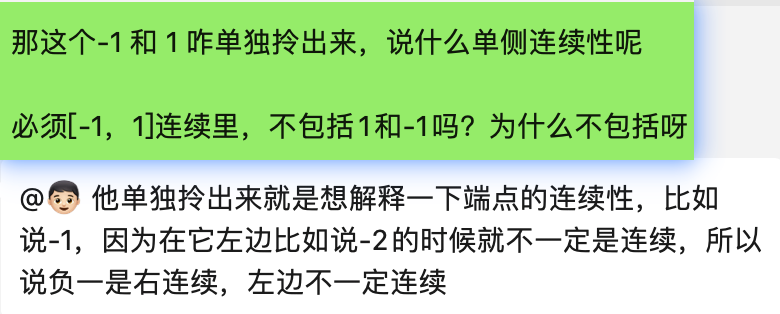 那这个-1 和 1 咋单独拎出来，说什么单侧连续性呢
必须[-1，1]连续里，不包括1和-1吗？为什么不包括呀
@👦🏻 他单独拎出来就是想解释一下端点的连续性，比如
说-1，因为在它左边比如说-2的时候就不一定是连续，所以
说负一是右连续，左边不一定连续